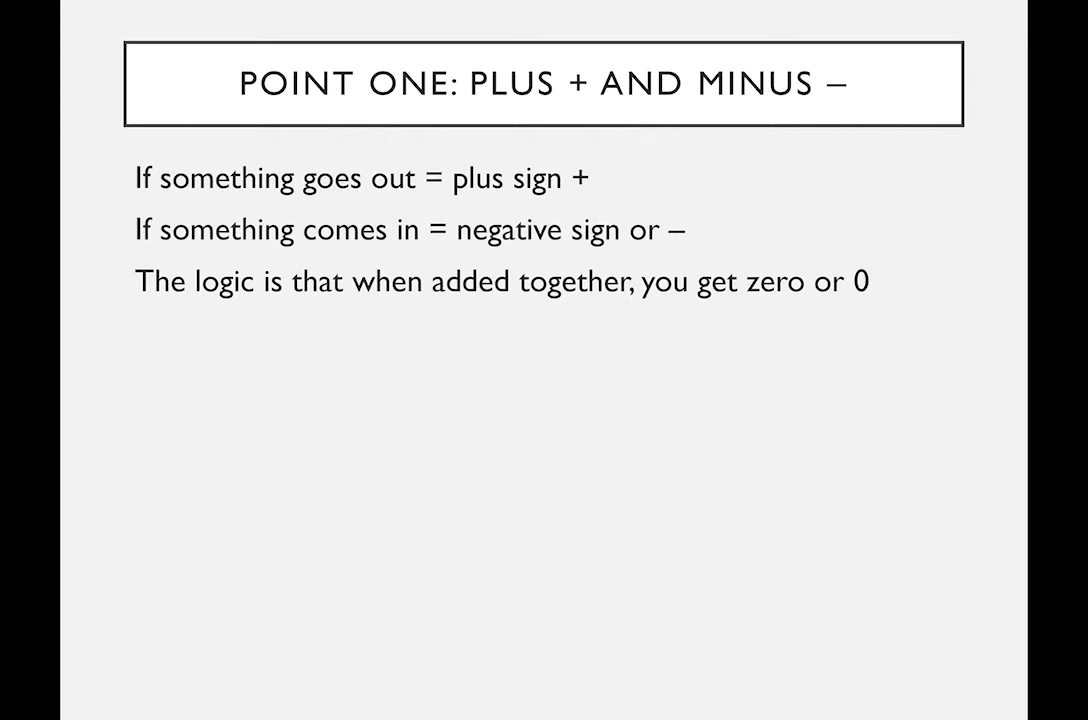 POINT ONE: PLUS + AND MINUS –
If something goes out = plus sign +
If something comes in = negative sign or –
The logic is that when added together, you get zero or 0